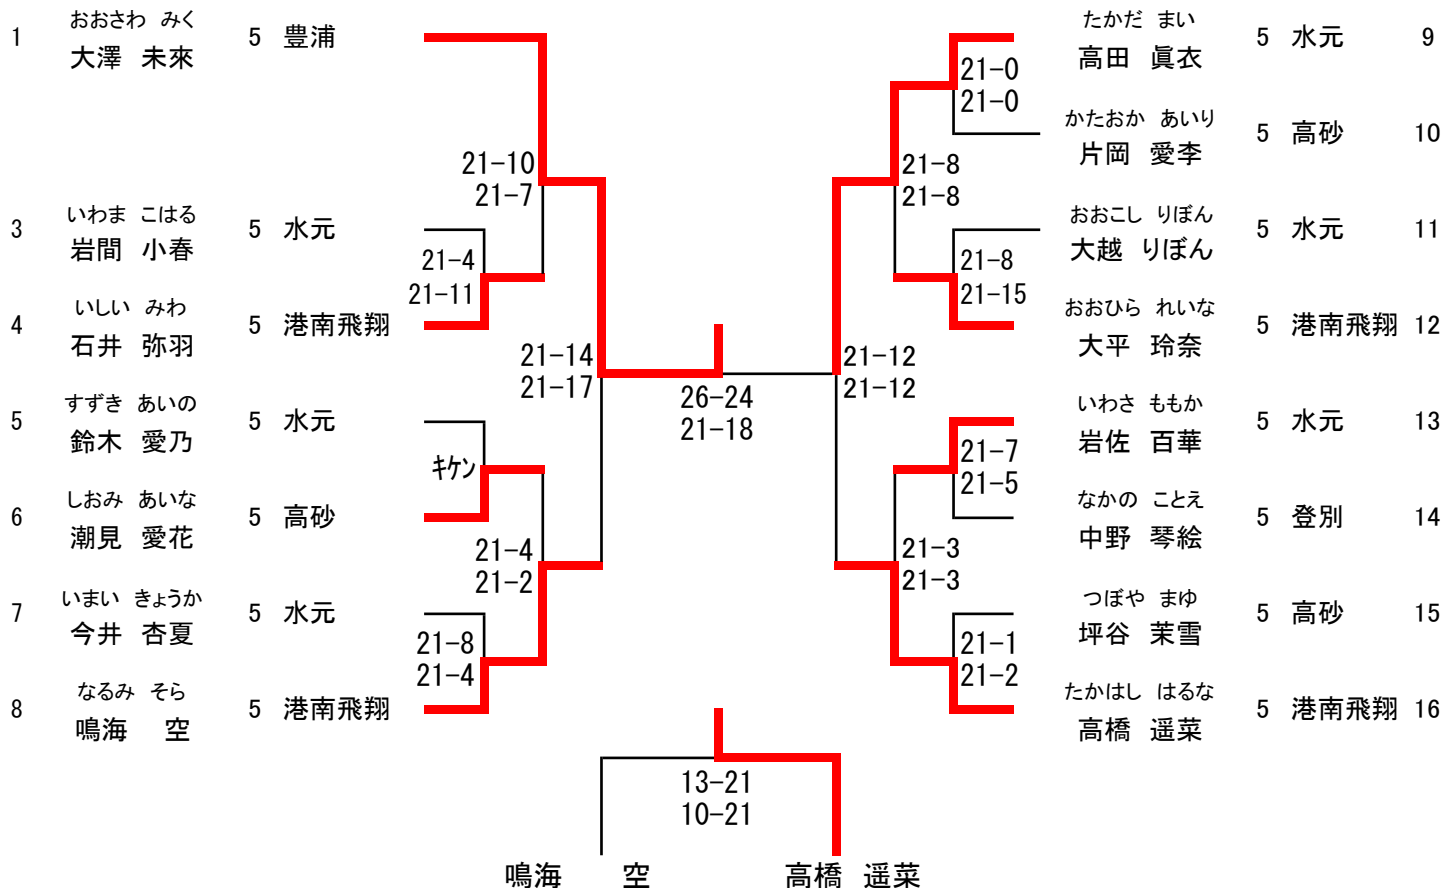 1 おおさわ みく 5 豊浦
大澤 未來
21-10
21-7
3 いわま こはる 5 水元
岩間 小春
21-4
21-11
4 いしい みわ 5 港南飛翔
石井 弥羽
21-14
21-17
5 すずき あいの 5 水元
鈴木 愛乃
キケン
6 しおみ あいな 5 高砂
潮見 愛花
21-4
21-2
7 いまい きょうか 5 水元
今井 杏夏
21-8
21-4
8 なるみ そら 5 港南飛翔
鳴海 空
26-24
21-18
たかだ まい 5 水元 9
高田 眞衣
21-0
21-0
かたおか あいり 5 高砂 10
片岡 愛李
21-8
21-8
おおこし りぼん 5 水元 11
大越 りぼん
21-8
21-15
おおひら れいな 5 港南飛翔 12
大平 玲奈
21-12
21-12
いわさ ももか 5 水元 13
岩佐 百華
21-7
21-5
なかの ことえ 5 登別 14
中野 琴絵
21-3
21-3
つぼや まゆ 5 高砂 15
坪谷 茉雪
21-1
21-2
たかはし はるな 5 港南飛翔 16
高橋 遥菜
13-21
10-21
鳴海 空 高橋 遥菜